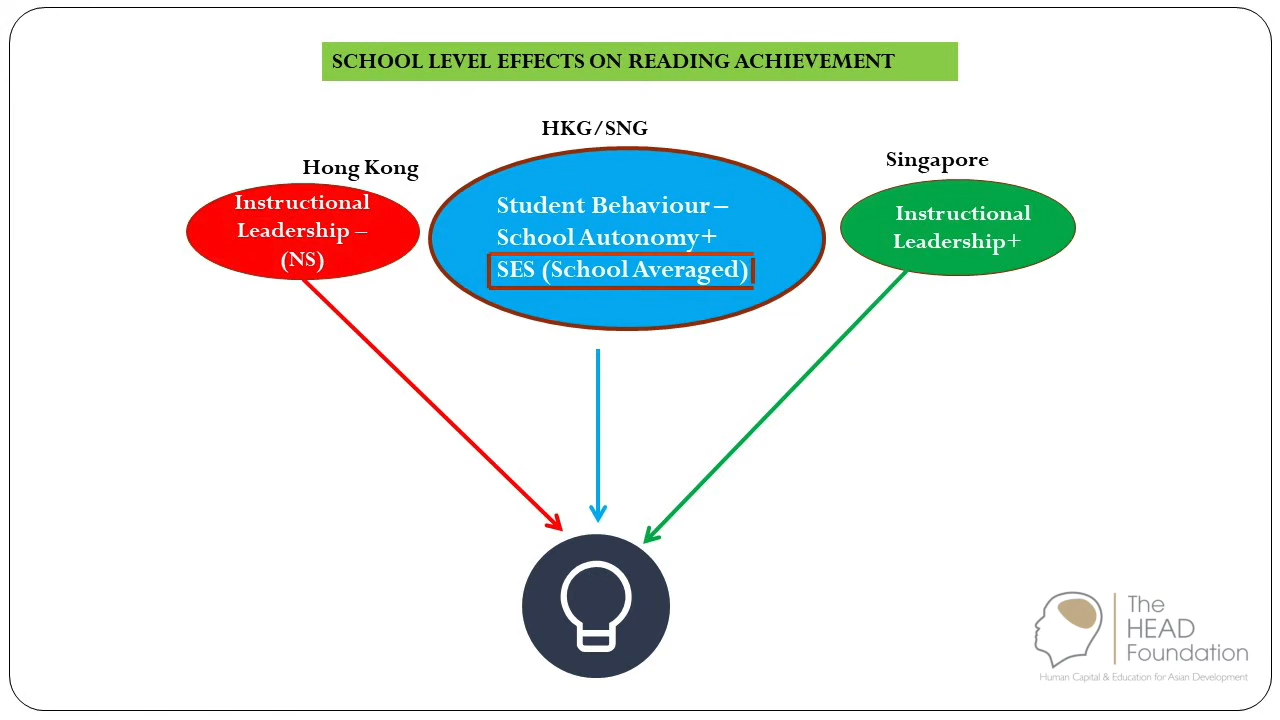 SCHOOL LEVEL EFFECTS ON READING ACHIEVEMENT
HKG/SNG
Hong Kong
Singapore
Instructional
Leadership –
(NS)
Student Behaviour –
School Autonomy+
SES (School Averaged)
Instructional
Leadership+
The
HEAD
Foundation
Human Capital & Education for Asian Development